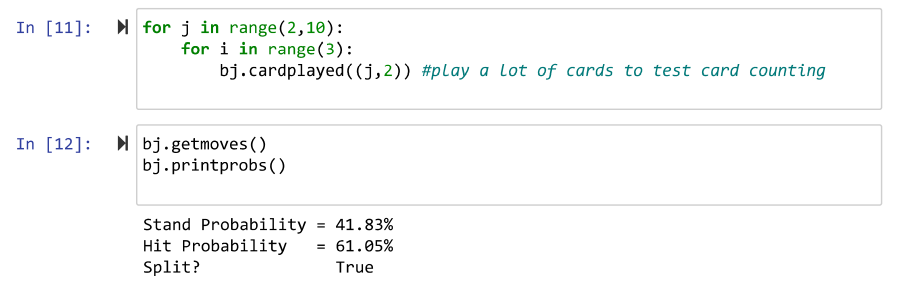 In [11]: for j in range(2,10):
    for i in range(3):
        bj.cardplayed((j,2)) #play a lot of cards to test card counting
In [12]: bj.getmoves()
bj.printprobs()
Stand Probability = 41.83%
Hit Probability   = 61.05%
Split?              True